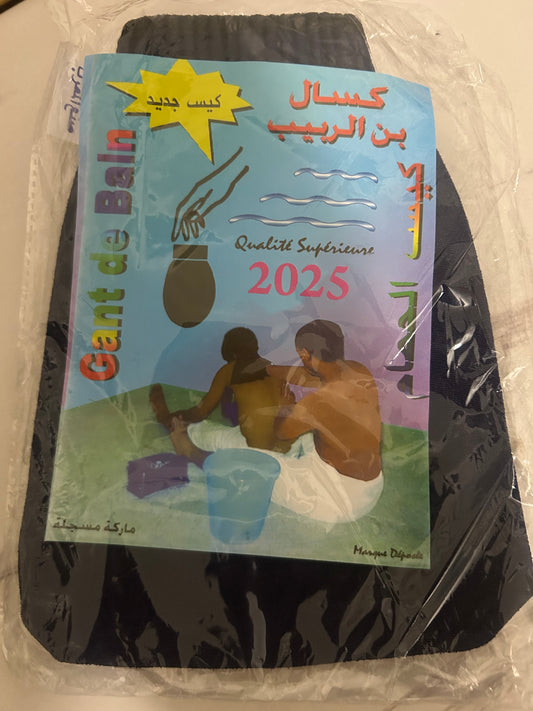 كيس جديد
كسال
بن الربيب
Gant de Bain
كيس الحمام
Qualité Supérieure
2025
ماركة مسجلة
Marque Déposée